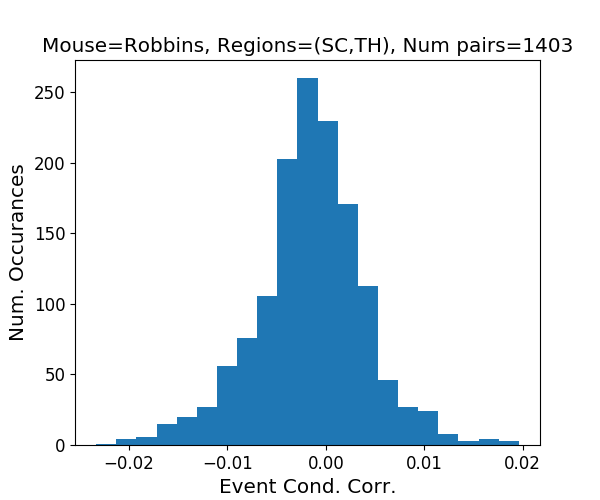 Mouse=Robbins, Regions=(SC,TH), Num pairs=1403
Num. Occurances
250
200
150
100
50
0
−0.02 −0.01 0.00 0.01 0.02
Event Cond. Corr.